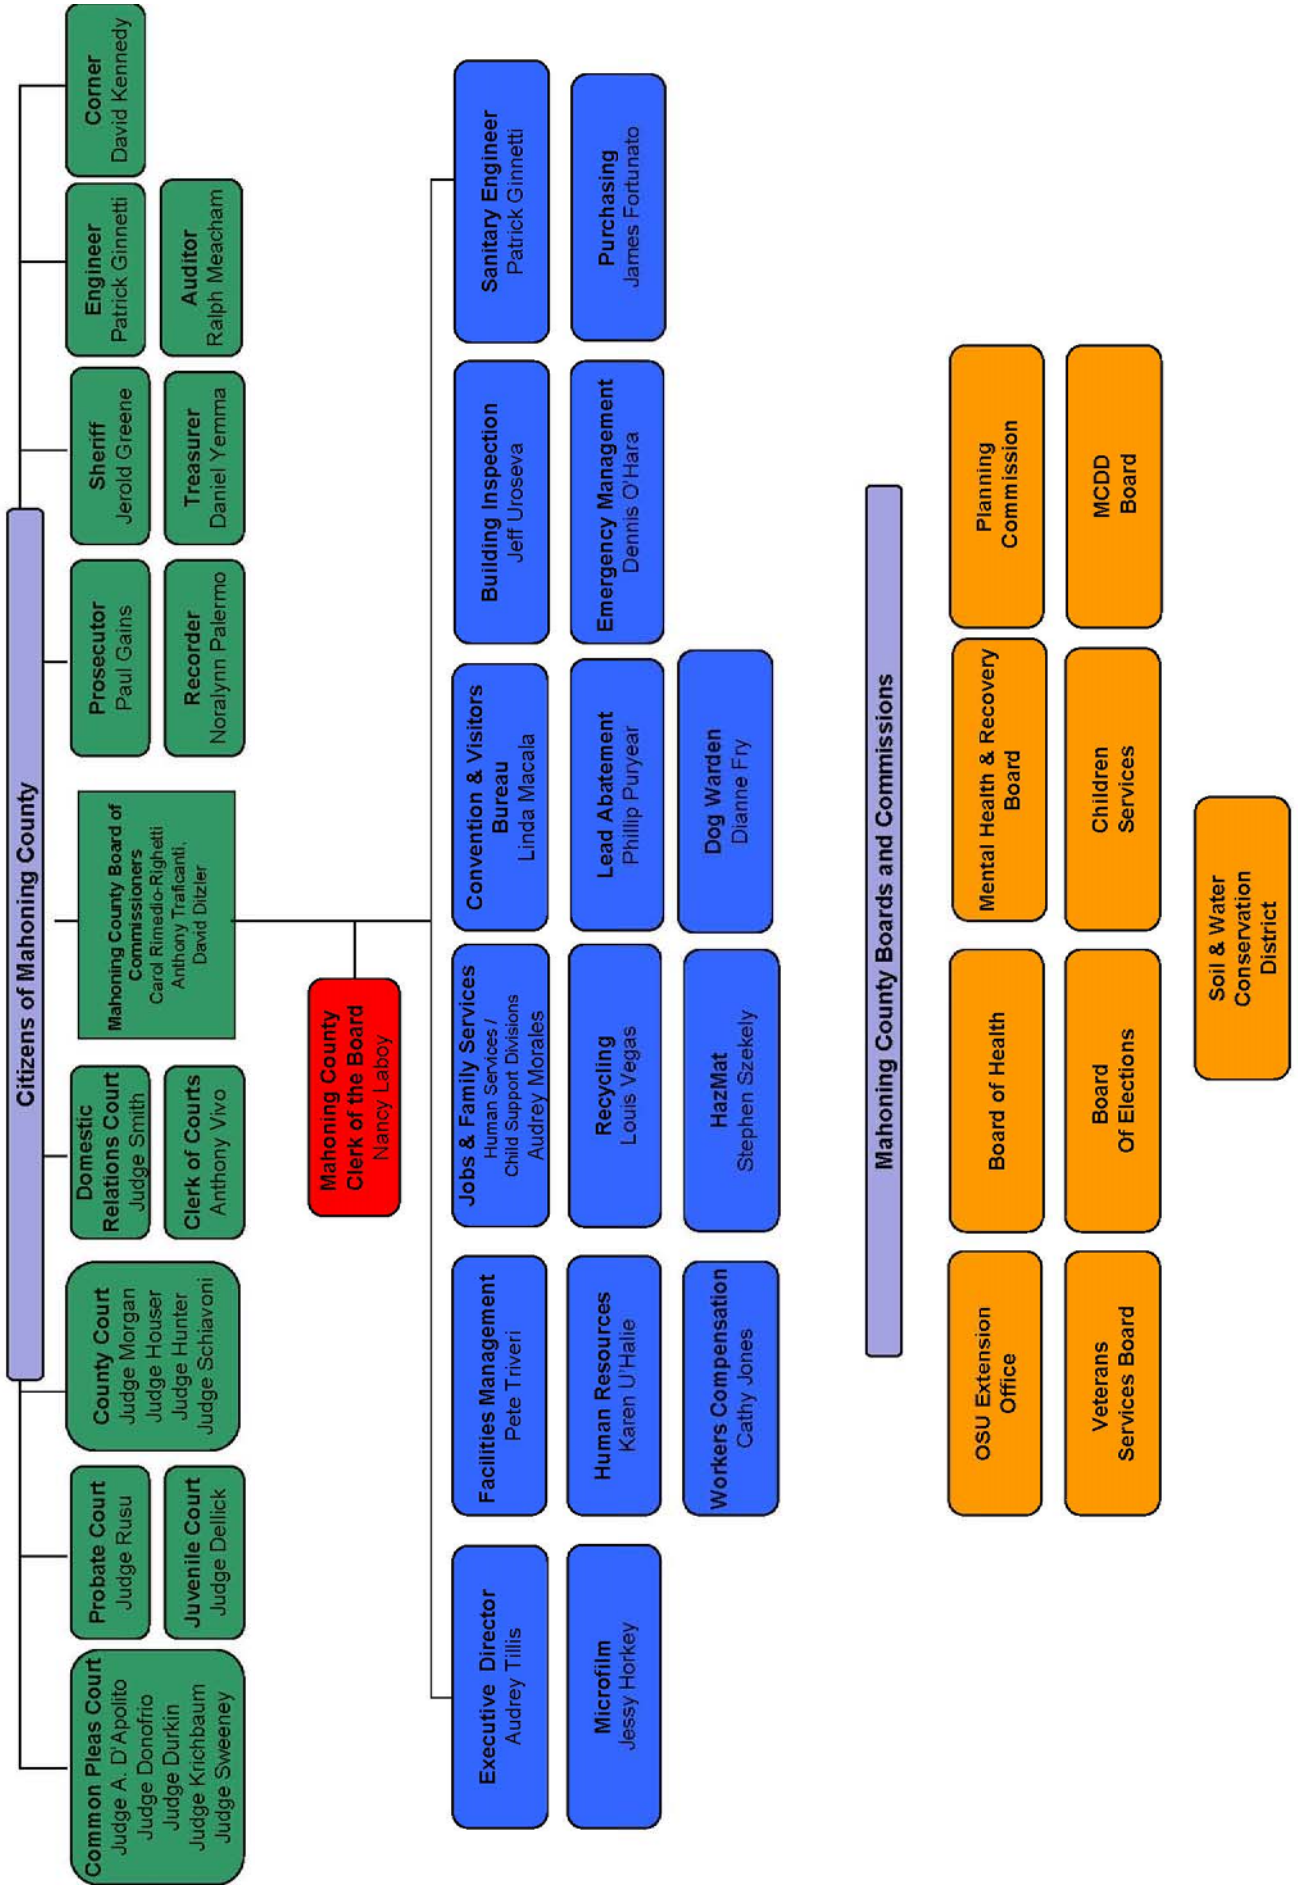 Citizens of Mahoning County
Common Pleas Court
Judge A. D'Apolito
Judge Donofrio
Judge Durkin
Judge Krichbaum
Judge Sweeney
Probate Court
Judge Rusu
Juvenile Court
Judge Dellick
County Court
Judge Morgan
Judge Houser
Judge Hunter
Judge Schiavoni
Domestic
Relations Court
Judge Smith
Clerk of Courts
Anthony Vivo
Mahoning County Board of
Commissioners
Carol Rimedio-Righetti
Anthony Traficanti,
David Ditzler
Prosecutor
Paul Gains
Recorder
Noralynn Palermo
Sheriff
Jerold Greene
Treasurer
Daniel Yemma
Engineer
Patrick Ginnetti
Auditor
Ralph Meacham
Corner
David Kennedy
Mahoning County
Clerk of the Board
Nancy Laboy
Executive Director
Audrey Tillis
Facilities Management
Pete Triveri
Jobs & Family Services
Human Services /
Child Support Divisions
Audrey Morales
Convention & Visitors
Bureau
Linda Macala
Building Inspection
Jeff Uroseva
Sanitary Engineer
Patrick Ginnetti
Microfilm
Jessy Horkey
Human Resources
Karen U'Halie
Recycling
Louis Vegas
Lead Abatement
Phillip Puryear
Emergency Management
Dennis O'Hara
Purchasing
James Fortunato
Workers Compensation
Cathy Jones
HazMat
Stephen Szekely
Dog Warden
Dianne Fry
Mahoning County Boards and Commissions
OSU Extension
Office
Board of Health
Mental Health & Recovery
Board
Planning
Commission
Veterans
Services Board
Board
Of Elections
Children
Services
MCDD
Board
Soil & Water
Conservation
District